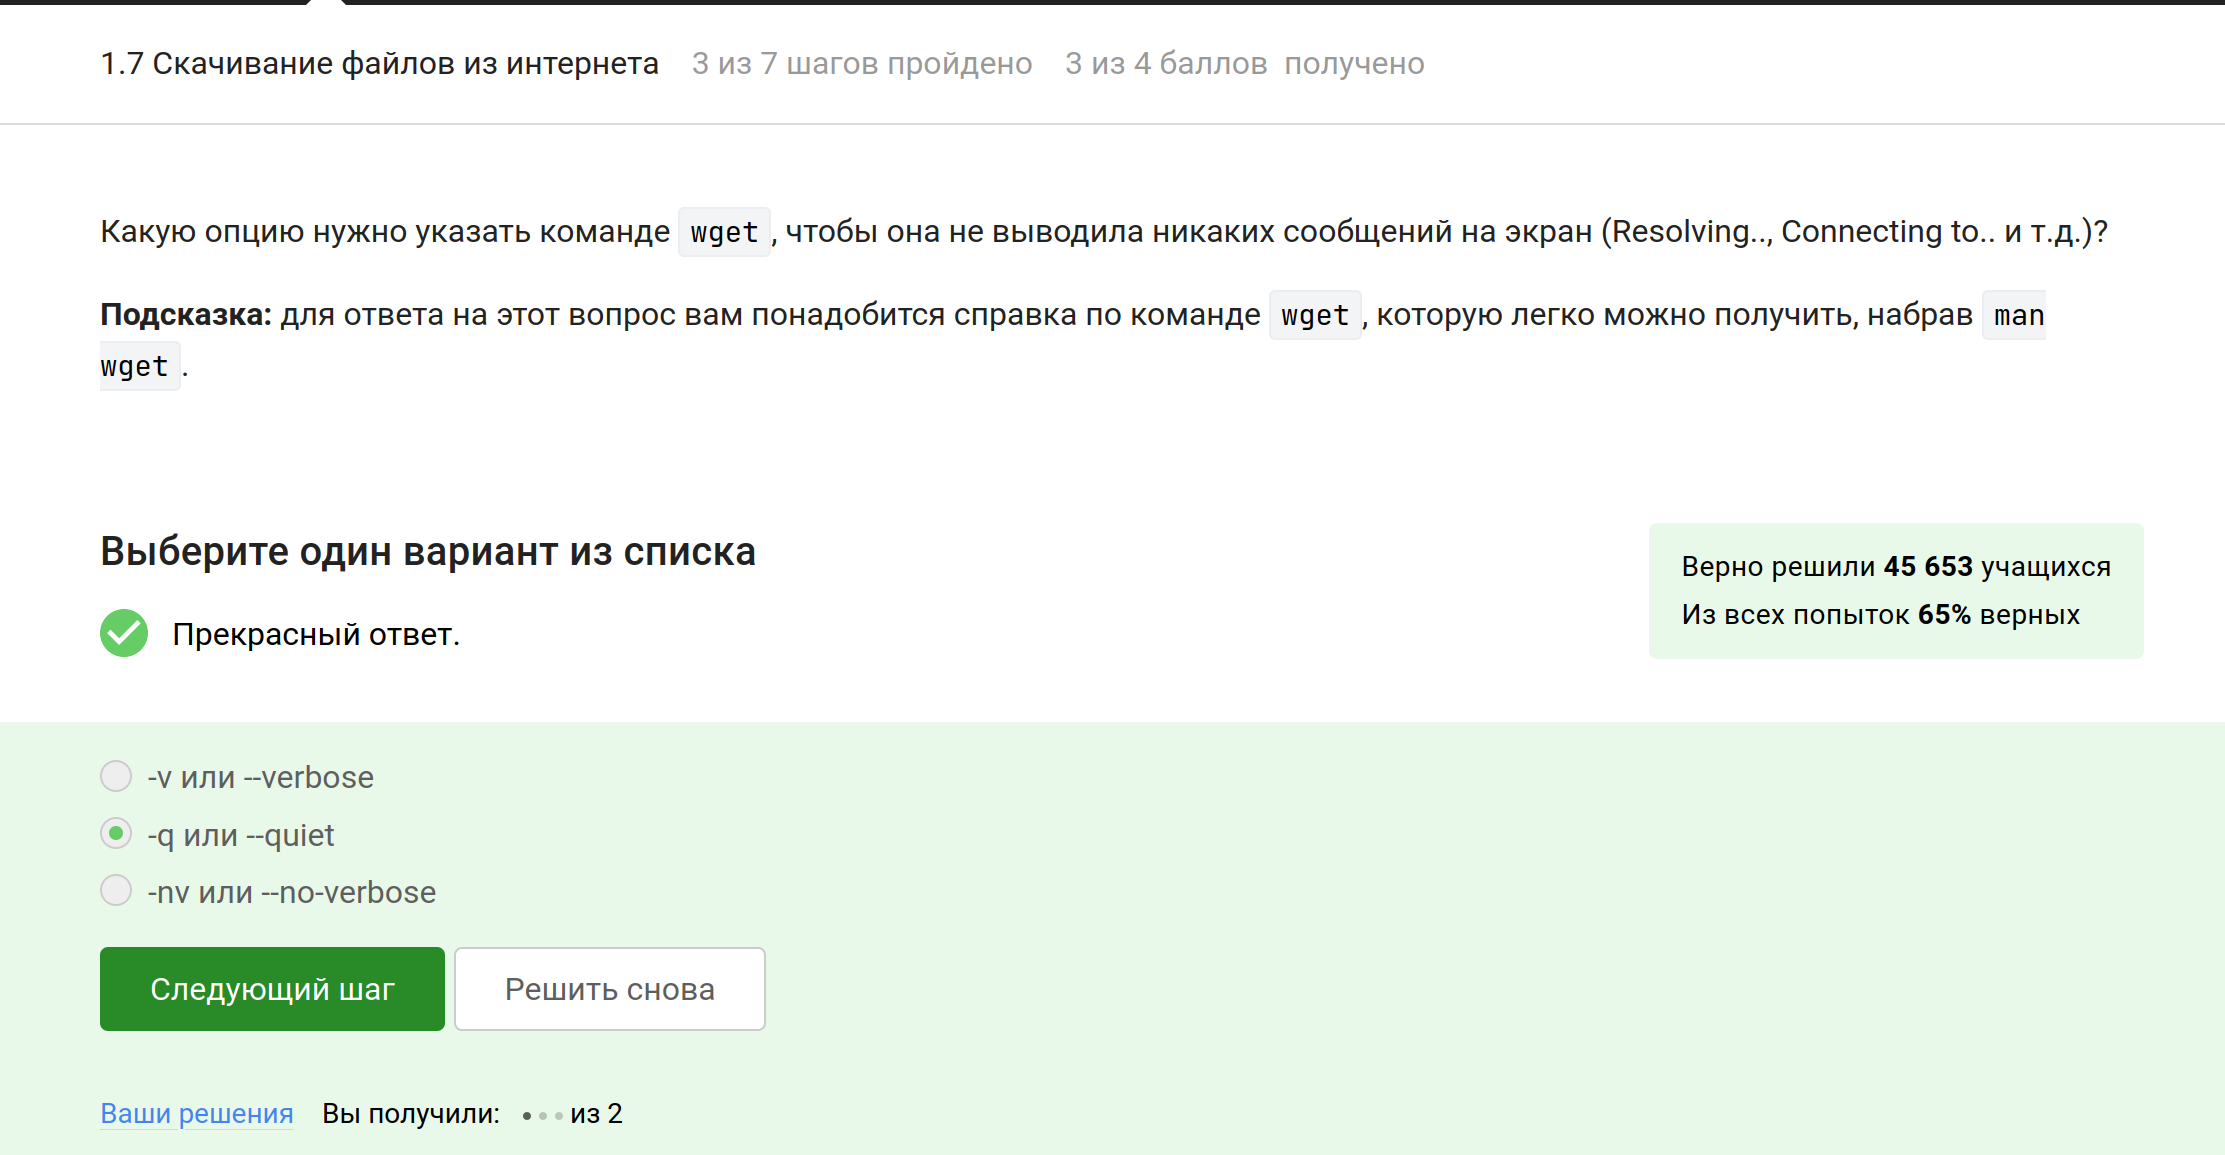 1.7 Скачивание файлов из интернета 3 из 7 шагов пройдено 3 из 4 баллов получено
Какую опцию нужно указать команде wget, чтобы она не выводила никаких сообщений на экран (Resolving.., Connecting to.. и т.д.)?
Подсказка: для ответа на этот вопрос вам понадобится справка по команде wget, которую легко можно получить, набрав man
wget.
Выберите один вариант из списка
Прекрасный ответ.
Верно решили 45 653 учащихся
Из всех попыток 65% верных
-v или --verbose
-q или --quiet
-nv или --no-verbose
Следующий шаг Решить снова
Ваши решения Вы получили: из 2